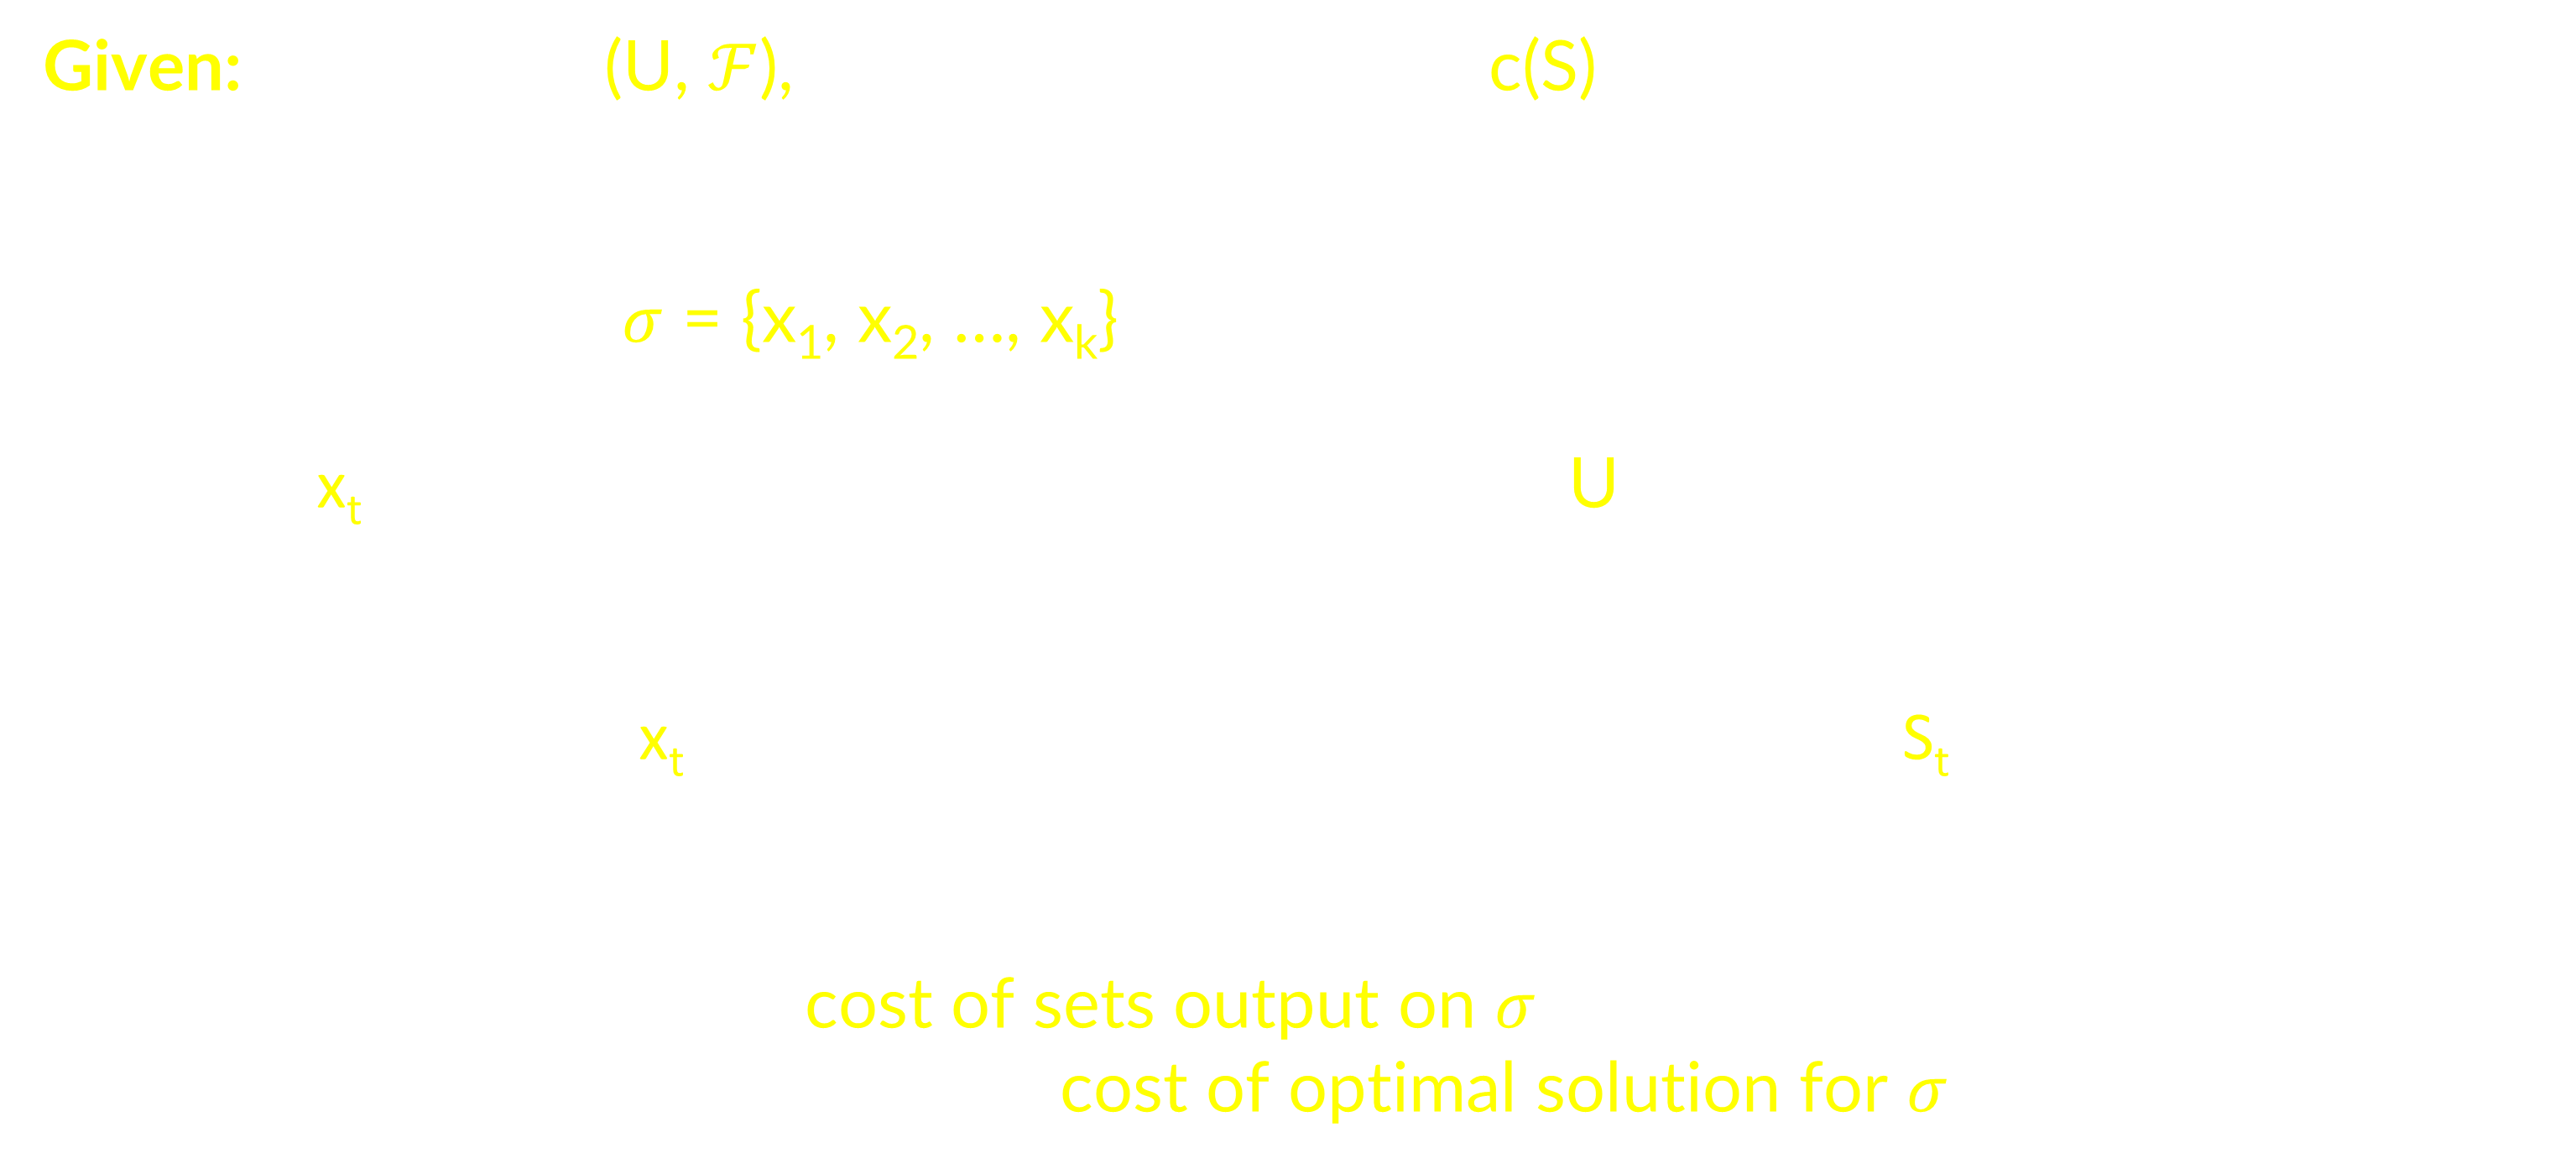 Given: (U, ℱ), c(S)
σ = {x₁, x₂, ..., xₖ}
xₜ U
xₜ Sₜ
cost of sets output on σ
cost of optimal solution for σ